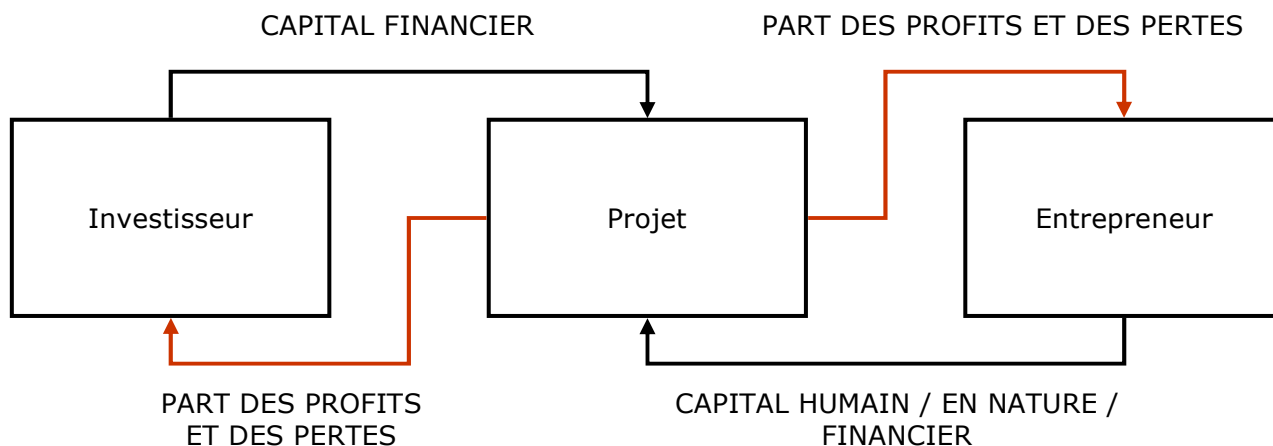 CAPITAL FINANCIER
PART DES PROFITS ET DES PERTES
Investisseur
Projet
Entrepreneur
PART DES PROFITS
ET DES PERTES
CAPITAL HUMAIN / EN NATURE /
FINANCIER